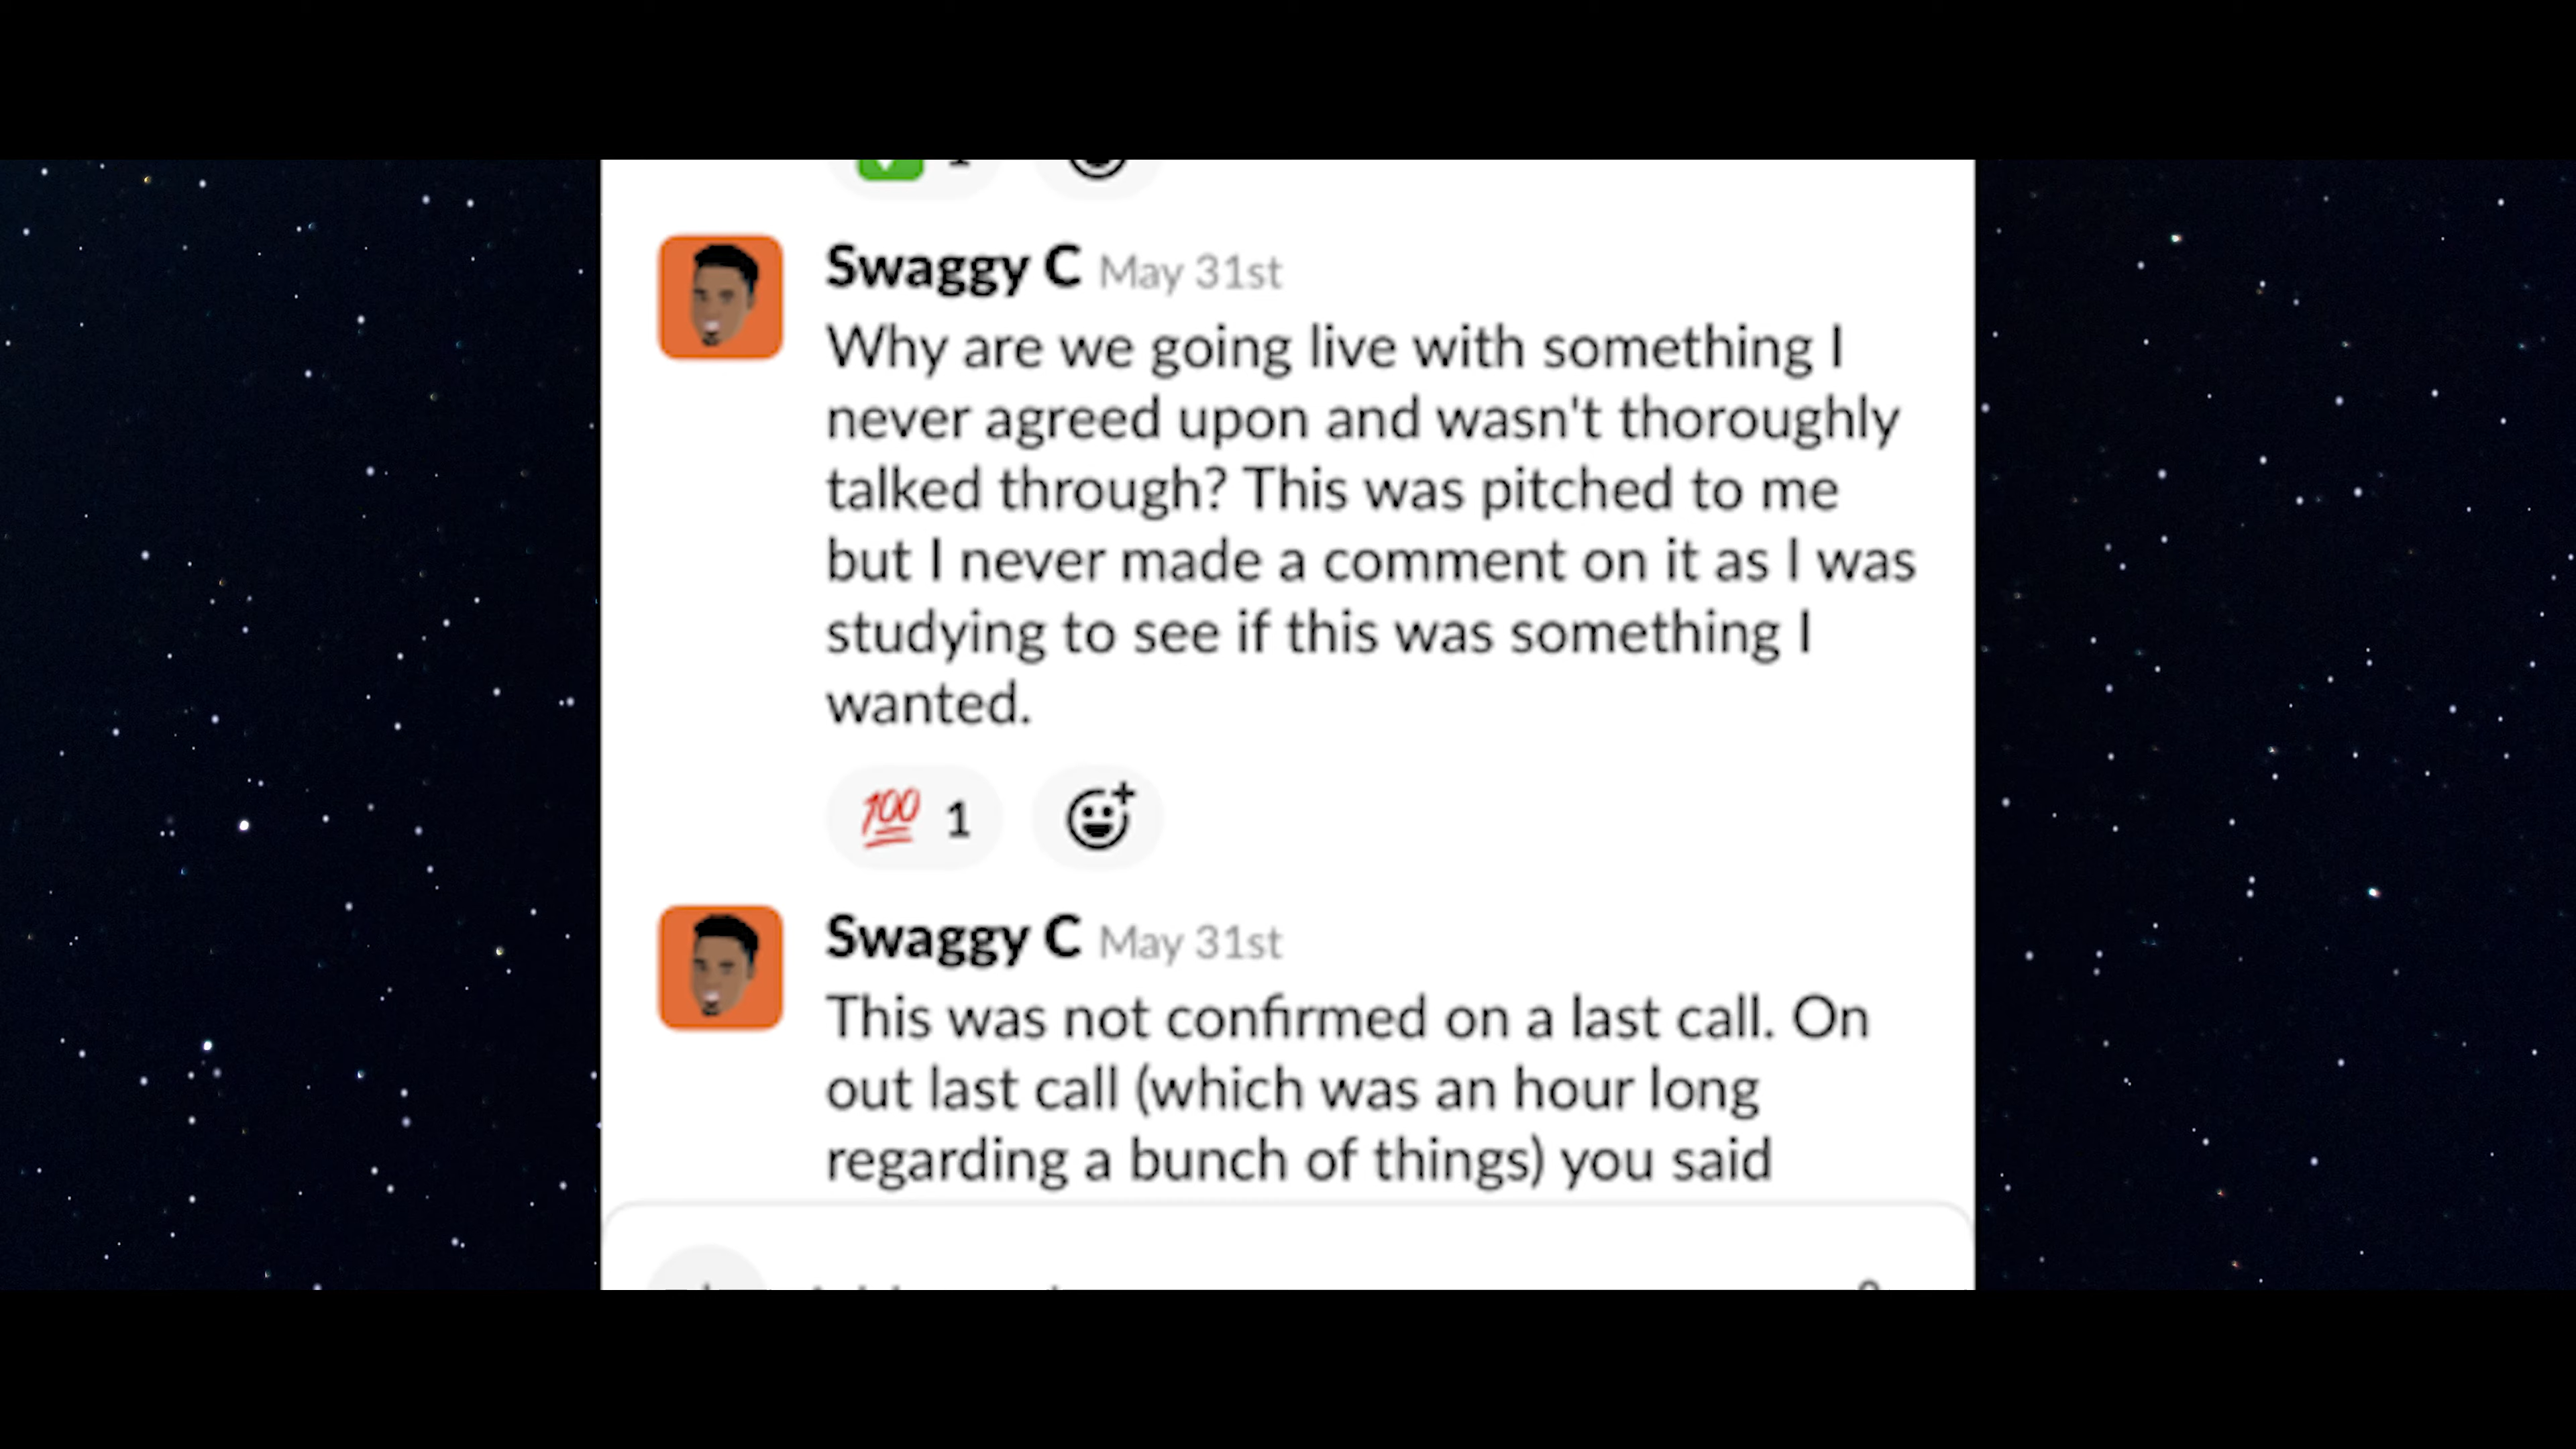 1
Swaggy C May 31st
Why are we going live with something I
never agreed upon and wasn't thoroughly
talked through? This was pitched to me
but I never made a comment on it as I was
studying to see if this was something I
wanted.
💯 1
Swaggy C May 31st
This was not confirmed on a last call. On
out last call (which was an hour long
regarding a bunch of things) you said